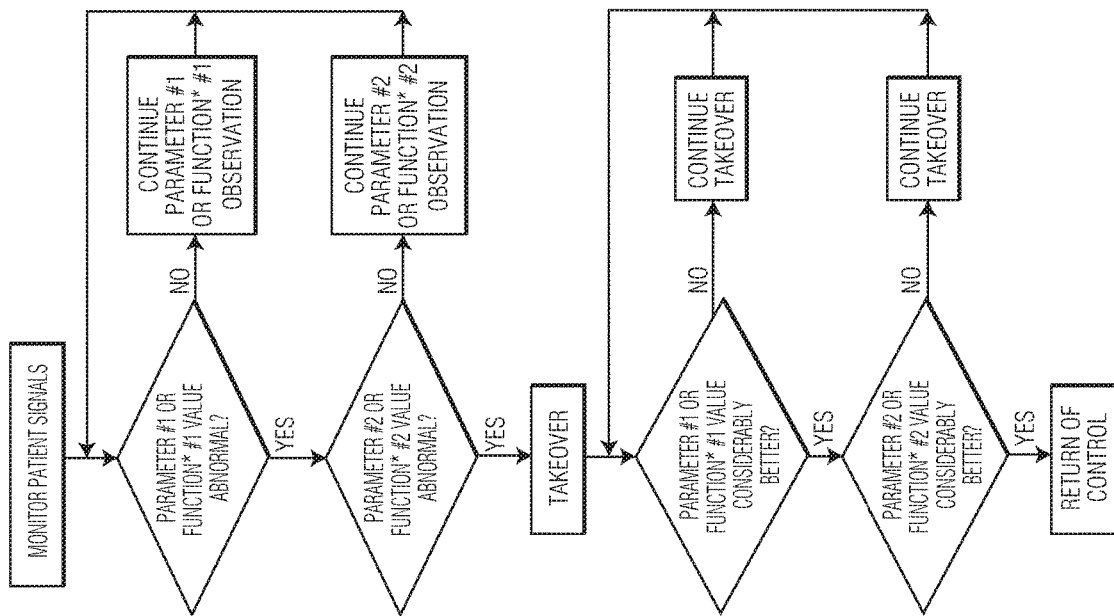 MONITOR PATIENT SIGNALS
PARAMETER #1 OR
FUNCTION* #1 VALUE
ABNORMAL?
NO
CONTINUE
PARAMETER #1
OR FUNCTION* #1
OBSERVATION
YES
PARAMETER #2 OR
FUNCTION* #2 VALUE
ABNORMAL?
NO
CONTINUE
PARAMETER #2
OR FUNCTION* #2
OBSERVATION
YES
TAKEOVER
PARAMETER #1 OR
FUNCTION* #1 VALUE
CONSIDERABLY
BETTER?
NO
CONTINUE
TAKEOVER
YES
PARAMETER #2 OR
FUNCTION* #2 VALUE
CONSIDERABLY
BETTER?
NO
CONTINUE
TAKEOVER
YES
RETURN OF
CONTROL